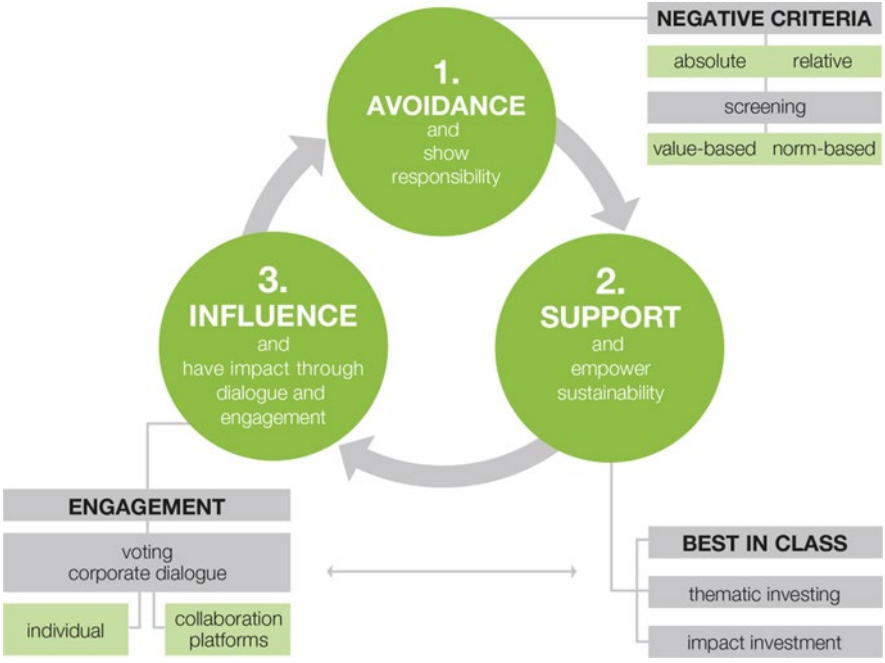 1.
AVOIDANCE
and
show
responsibility
NEGATIVE CRITERIA
absolute relative
screening
value-based norm-based
2.
SUPPORT
and
empower
sustainability
3.
INFLUENCE
and
have impact through
dialogue and
engagement
ENGAGEMENT
voting
corporate dialogue
individual
collaboration
platforms
BEST IN CLASS
thematic investing
impact investment